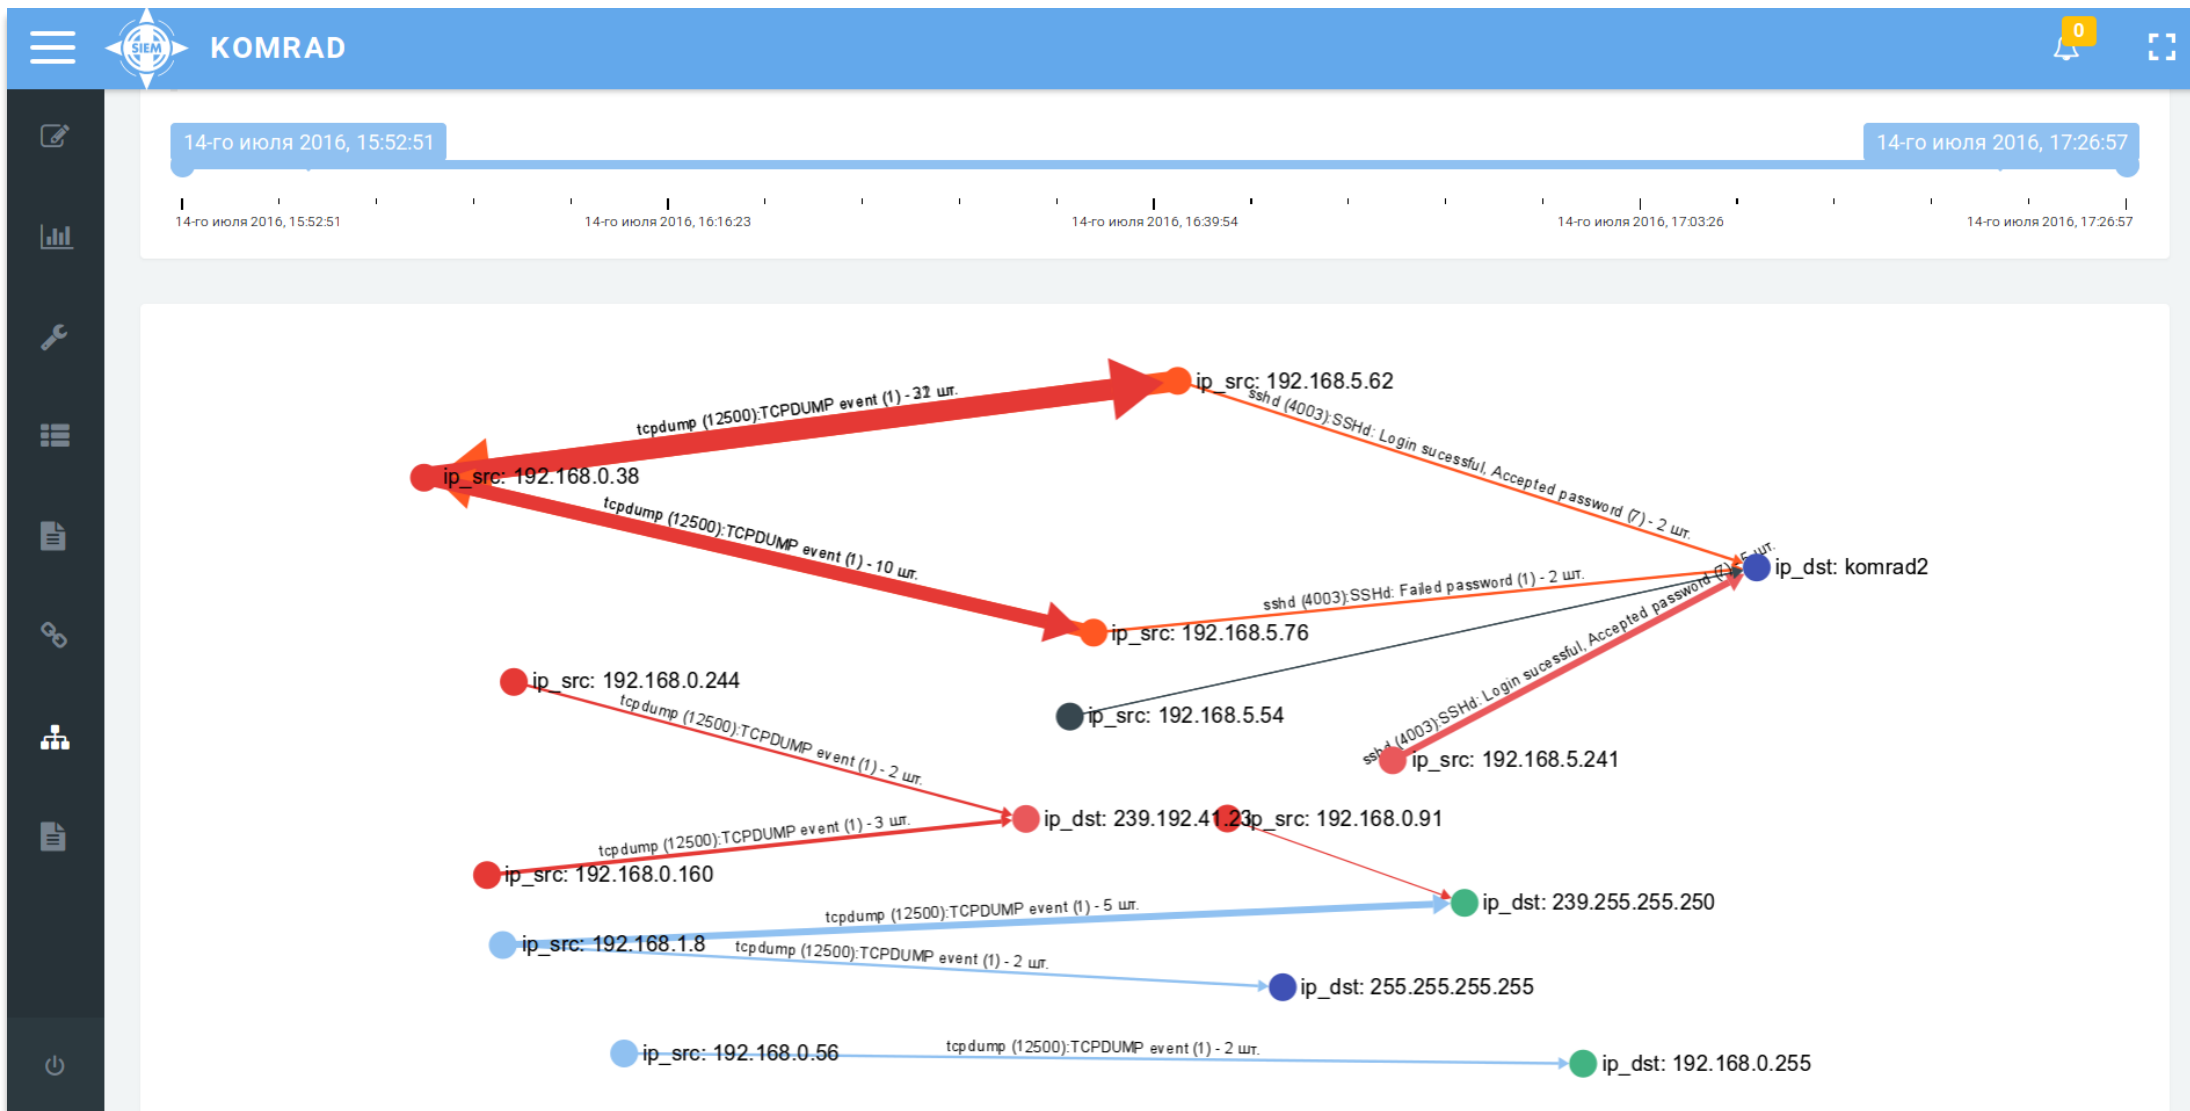 SIEM
KOMRAD
0
14-го июля 2016, 15:52:51
14-го июля 2016, 17:26:57
14-го июля 2016, 15:52:51
14-го июля 2016, 16:16:23
14-го июля 2016, 16:39:54
14-го июля 2016, 17:03:26
14-го июля 2016, 17:26:57
ip_src: 192.168.5.62
tcpdump (12500):TCPDUMP event (1) - шт.
sshd (4003):SSHd: Login sucessful, Accepted password (7) - 2 шт.
ip_src: 192.168.0.38
tcpdump (12500):TCPDUMP event (1) - 10 шт.
ip_dst: komrad2
sshd (4003):SSHd: Failed password (1) - 2 шт.
ip_src: 192.168.5.76
sshd (4003):SSHd: Login sucessful, Accepted password (7) 5 шт.
ip_src: 192.168.0.244
tcpdump (12500):TCPDUMP event (1) - 2 шт.
ip_src: 192.168.5.54
ip_src: 192.168.5.241
ip_dst: 239.192.41.23
ip_src: 192.168.0.91
tcpdump (12500):TCPDUMP event (1) - 3 шт.
ip_src: 192.168.0.160
ip_dst: 239.255.255.250
tcpdump (12500):TCPDUMP event (1) - 5 шт.
ip_src: 192.168.1.8
tcpdump (12500):TCPDUMP event (1) - 2 шт.
ip_dst: 255.255.255.255
ip_src: 192.168.0.56
tcpdump (12500):TCPDUMP event (1) - 2 шт.
ip_dst: 192.168.0.255